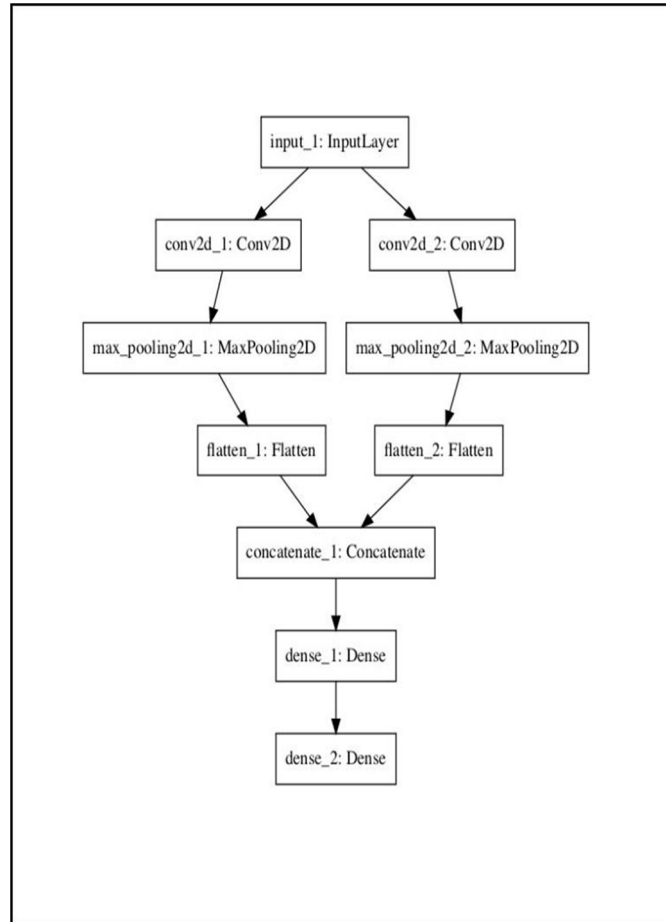 input_1: InputLayer
conv2d_1: Conv2D
conv2d_2: Conv2D
max_pooling2d_1: MaxPooling2D
max_pooling2d_2: MaxPooling2D
flatten_1: Flatten
flatten_2: Flatten
concatenate_1: Concatenate
dense_1: Dense
dense_2: Dense